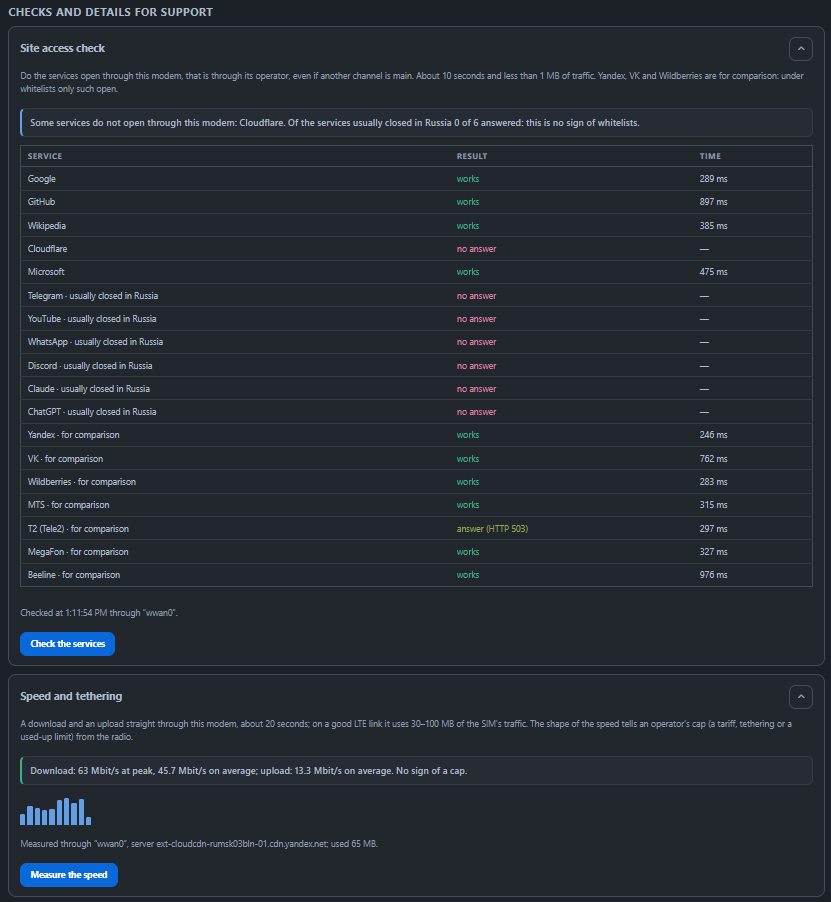 CHECKS AND DETAILS FOR SUPPORT
Site access check
Do the services open through this modem, that is through its operator, even if another channel is main. About 10 seconds and less than 1 MB of traffic. Yandex, VK and Wildberries are for comparison: under
whitelists only such open.
Some services do not open through this modem: Cloudflare. Of the services usually closed in Russia 0 of 6 answered: this is no sign of whitelists.
SERVICE RESULT TIME
Google works 289 ms
GitHub works 897 ms
Wikipedia works 385 ms
Cloudflare no answer —
Microsoft works 475 ms
Telegram · usually closed in Russia no answer —
YouTube · usually closed in Russia no answer —
WhatsApp · usually closed in Russia no answer —
Discord · usually closed in Russia no answer —
Claude · usually closed in Russia no answer —
ChatGPT · usually closed in Russia no answer —
Yandex · for comparison works 246 ms
VK · for comparison works 762 ms
Wildberries · for comparison works 283 ms
MTS · for comparison works 315 ms
T2 (Tele2) · for comparison answer (HTTP 503) 297 ms
MegaFon · for comparison works 327 ms
Beeline · for comparison works 976 ms
Checked at 1:11:54 PM through "wwan0".
Check the services
Speed and tethering
A download and an upload straight through this modem, about 20 seconds; on a good LTE link it uses 30–100 MB of the SIM's traffic. The shape of the speed tells an operator's cap (a tariff, tethering or a
used-up limit) from the radio.
Download: 63 Mbit/s at peak, 45.7 Mbit/s on average; upload: 13.3 Mbit/s on average. No sign of a cap.
Measured through "wwan0", server ext-cloudcdn-rumsk03bln-01.cdn.yandex.net; used 65 MB.
Measure the speed